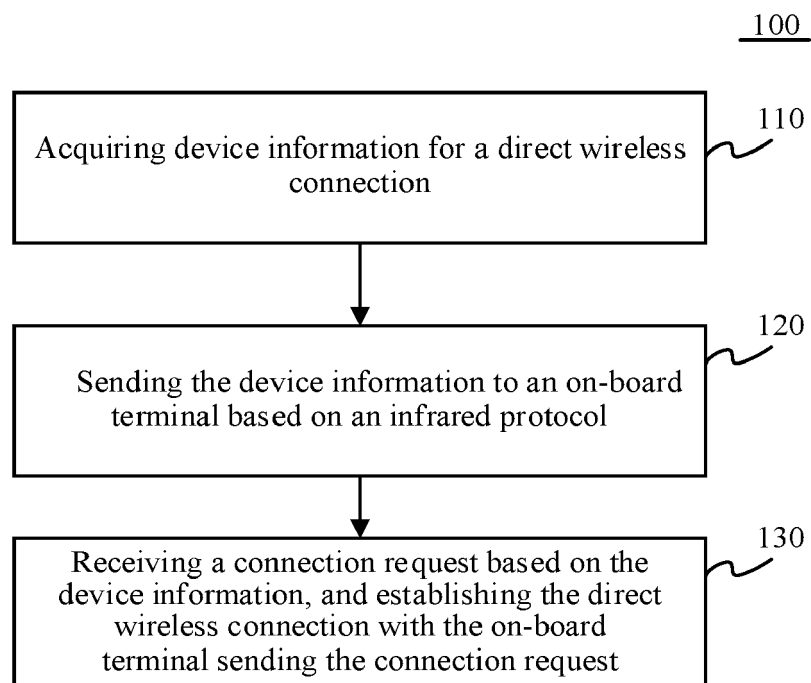 100
110
Acquiring device information for a direct wireless
connection
120
Sending the device information to an on-board
terminal based on an infrared protocol
130
Receiving a connection request based on the
device information, and establishing the direct
wireless connection with the on-board
terminal sending the connection request